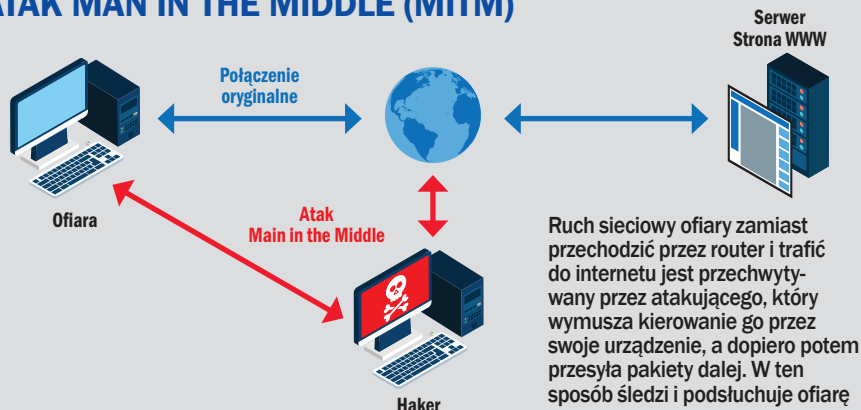 ATAK MAN IN THE MIDDLE (MITM)
Serwer
Strona WWW
Połączenie
oryginalne
Ofiara
Atak
Main in the Middle
Haker
Ruch sieciowy ofiary zamiast
przechodzić przez router i trafić
do internetu jest przechwyty-
wany przez atakującego, który
wymusza kierowanie go przez
swoje urządzenie, a dopiero potem
przesyła pakiety dalej. W ten
sposób śledzi i podsłuchuje ofiarę